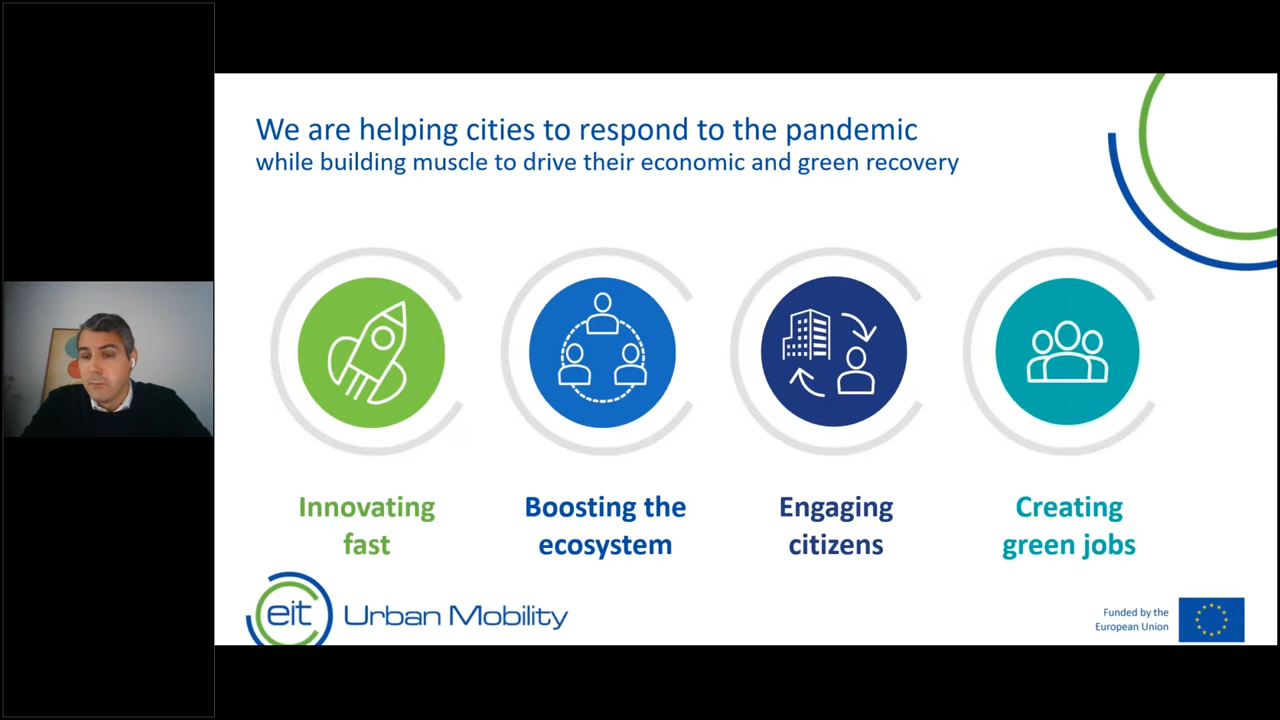 We are helping cities to respond to the pandemic
while building muscle to drive their economic and green recovery
Innovating
fast
Boosting the
ecosystem
Engaging
citizens
Creating
green jobs
eit Urban Mobility
Funded by the
European Union